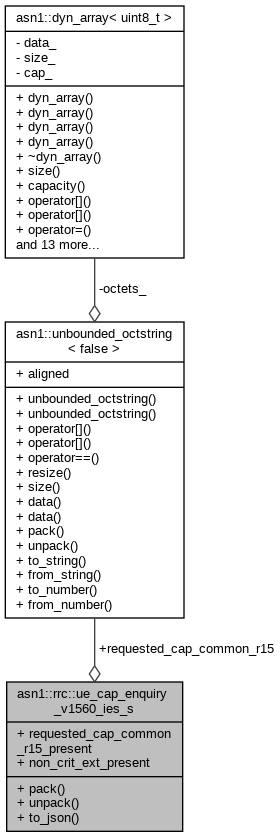 asn1::dyn_array< uint8_t >
- data_
- size_
- cap_
+ dyn_array()
+ dyn_array()
+ dyn_array()
+ dyn_array()
+ ~dyn_array()
+ size()
+ capacity()
+ operator[]()
+ operator[]()
+ operator=()
and 13 more...
-octets_
asn1::unbounded_octstring
< false >
+ aligned
+ unbounded_octstring()
+ unbounded_octstring()
+ operator[]()
+ operator[]()
+ operator==()
+ resize()
+ size()
+ data()
+ data()
+ pack()
+ unpack()
+ to_string()
+ from_string()
+ to_number()
+ from_number()
+requested_cap_common_r15
asn1::rrc::ue_cap_enquiry
_v1560_ies_s
+ requested_cap_common
_r15_present
+ non_crit_ext_present
+ pack()
+ unpack()
+ to_json()